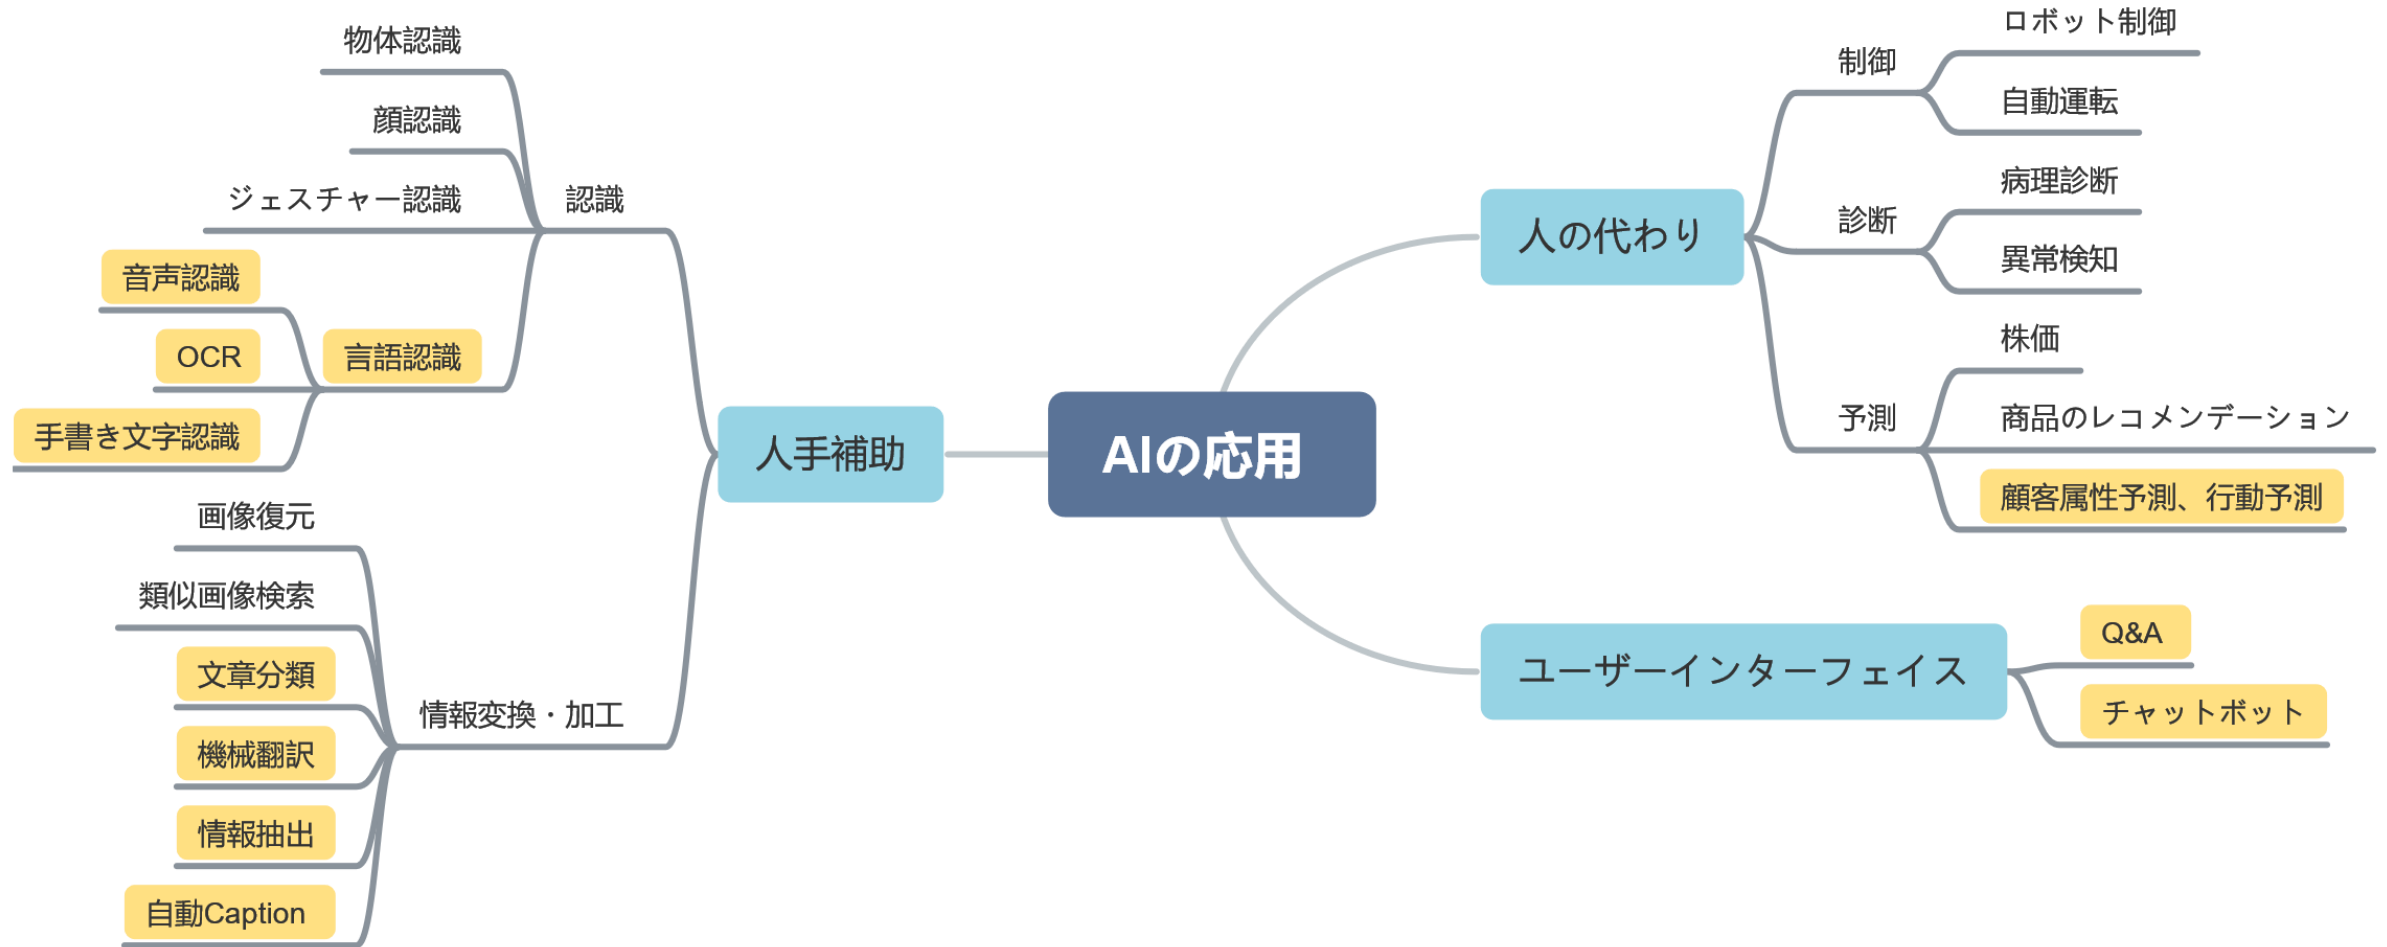 AIの応用
人の代わり
制御
ロボット制御
自動運転
診断
病理診断
異常検知
予測
株価
商品のレコメンデーション
顧客属性予測、行動予測
ユーザーインターフェイス
Q&A
チャットボット
人手補助
認識
物体認識
顔認識
ジェスチャー認識
言語認識
音声認識
OCR
手書き文字認識
情報変換・加工
画像復元
類似画像検索
文章分類
機械翻訳
情報抽出
自動Caption